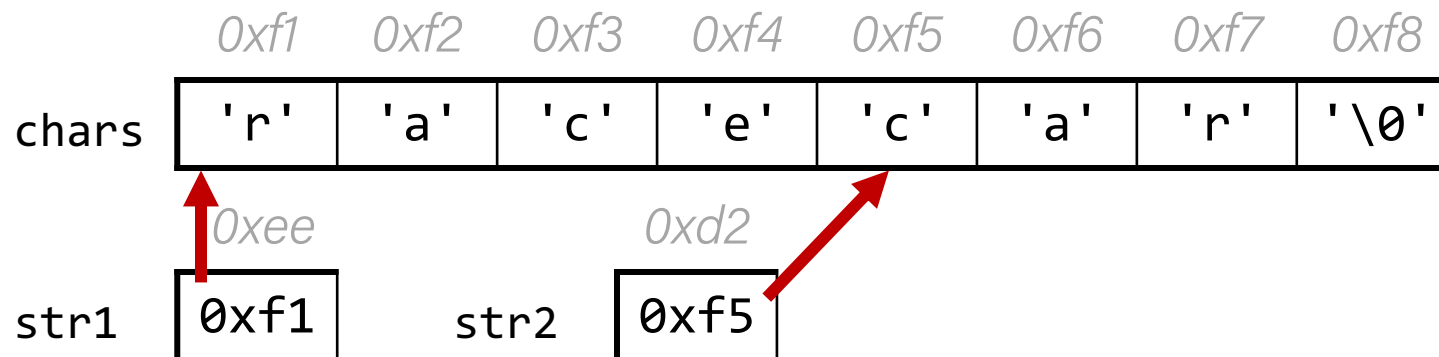 0xf1 0xf2 0xf3 0xf4 0xf5 0xf6 0xf7 0xf8
chars 'r' 'a' 'c' 'e' 'c' 'a' 'r' '\0'
0xee 0xd2
str1 0xf1 str2 0xf5